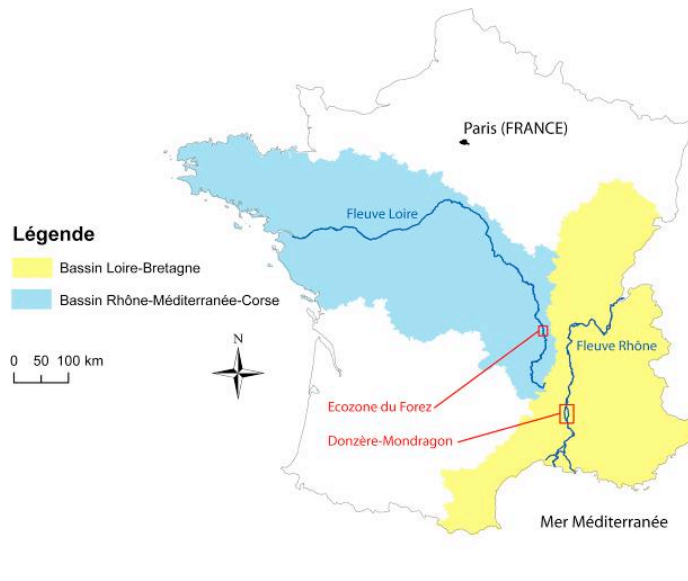 Paris (FRANCE)
Fleuve Loire
Légende
Bassin Loire-Bretagne
Bassin Rhône-Méditerranée-Corse
N
0 50 100 km
Fleuve Rhône
Ecozone du Forez
Donzère-Mondragon
Mer Méditerranée